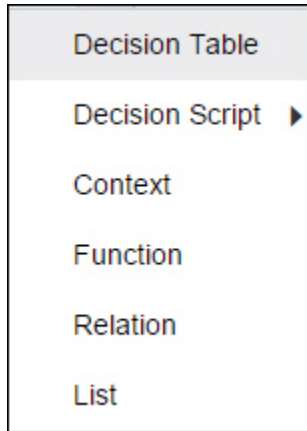 Decision Table
Decision Script
Context
Function
Relation
List